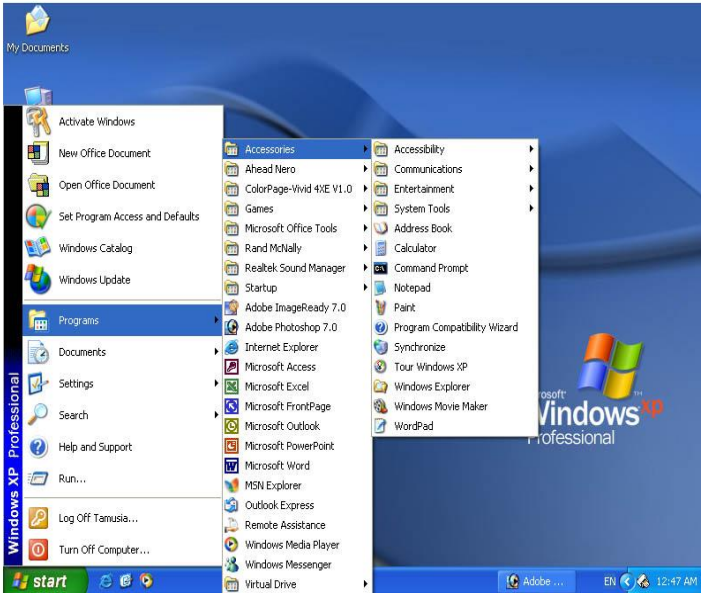 My Documents
Activate Windows
New Office Document
Open Office Document
Set Program Access and Defaults
Windows Catalog
Windows Update
Programs
Documents
Settings
Search
Help and Support
Run...
Log Off Tamusia...
Turn Off Computer...
Windows XP Professional
Accessories
Ahead Nero
ColorPage-Vivid 4XE V1.0
Games
Microsoft Office Tools
Rand McNally
Realtek Sound Manager
Startup
Adobe ImageReady 7.0
Adobe Photoshop 7.0
Internet Explorer
Microsoft Access
Microsoft Excel
Microsoft FrontPage
Microsoft Outlook
Microsoft PowerPoint
Microsoft Word
MSN Explorer
Outlook Express
Remote Assistance
Windows Media Player
Windows Messenger
Virtual Drive
Accessibility
Communications
Entertainment
System Tools
Address Book
Calculator
Command Prompt
Notepad
Paint
Program Compatibility Wizard
Synchronize
Tour Windows XP
Windows Explorer
Windows Movie Maker
WordPad
rosoft
Windows xp
Professional
start
Adobe ...
EN
12:47 AM